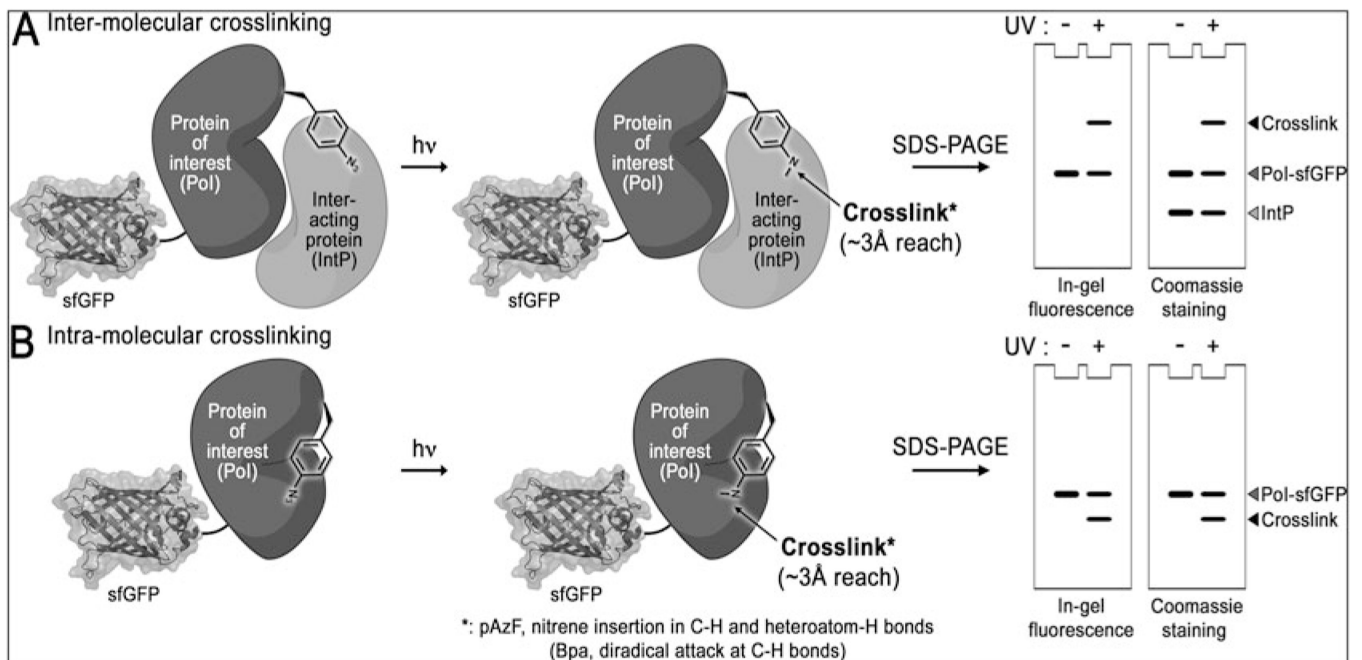 A Inter-molecular crosslinking
Protein
of
interest
(PoI)
N₃
Inter-
acting
protein
(IntP)
sfGFP
hν
Protein
of
interest
(PoI)
N
Inter-
acting
protein
(IntP)
sfGFP
Crosslink*
(~3Å reach)
SDS-PAGE
UV : - + - +
Crosslink
PoI-sfGFP
IntP
In-gel
fluorescence
Coomassie
staining
B Intra-molecular crosslinking
Protein
of
interest
(PoI)
N₃
sfGFP
hν
Protein
of
interest
(PoI)
N
sfGFP
Crosslink*
(~3Å reach)
SDS-PAGE
UV : - + - +
PoI-sfGFP
Crosslink
In-gel
fluorescence
Coomassie
staining
*: pAzF, nitrene insertion in C-H and heteroatom-H bonds
(Bpa, diradical attack at C-H bonds)